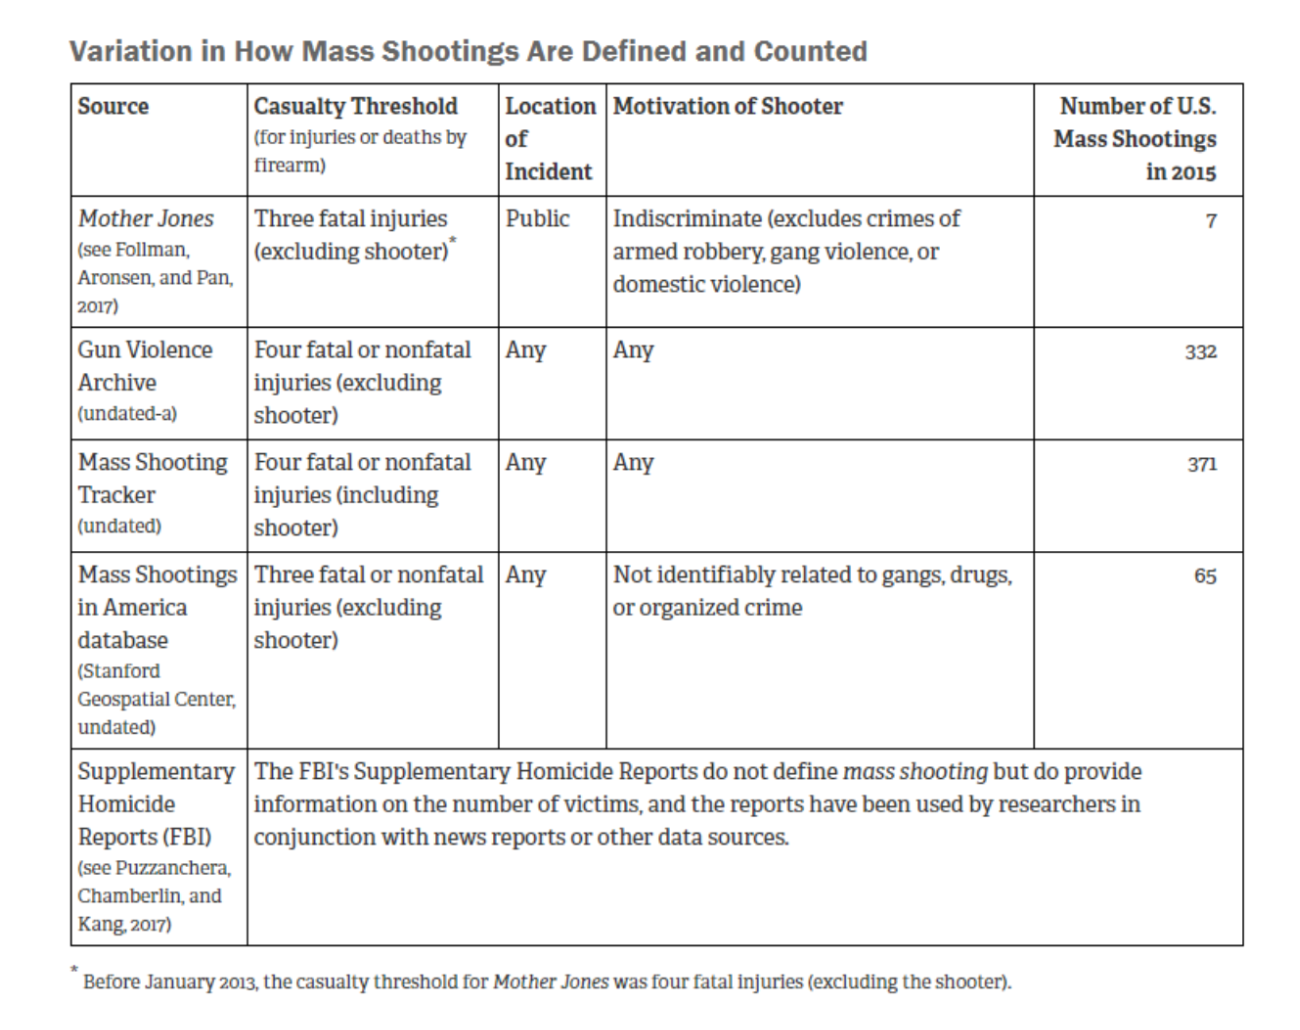 Variation in How Mass Shootings Are Defined and Counted
Source
Casualty Threshold
(for injuries or deaths by
firearm)
Location
of
Incident
Motivation of Shooter
Number of U.S.
Mass Shootings
in 2015
Mother Jones
(see Follman,
Aronsen, and Pan,
2017)
Three fatal injuries
(excluding shooter)*
Public
Indiscriminate (excludes crimes of
armed robbery, gang violence, or
domestic violence)
7
Gun Violence
Archive
(undated-a)
Four fatal or nonfatal
injuries (excluding
shooter)
Any
Any
332
Mass Shooting
Tracker
(undated)
Four fatal or nonfatal
injuries (including
shooter)
Any
Any
371
Mass Shootings
in America
database
(Stanford
Geospatial Center,
undated)
Three fatal or nonfatal
injuries (excluding
shooter)
Any
Not identifiably related to gangs, drugs,
or organized crime
65
Supplementary
Homicide
Reports (FBI)
(see Puzzanchera,
Chamberlin, and
Kang, 2017)
The FBI's Supplementary Homicide Reports do not define mass shooting but do provide
information on the number of victims, and the reports have been used by researchers in
conjunction with news reports or other data sources.
* Before January 2013, the casualty threshold for Mother Jones was four fatal injuries (excluding the shooter).